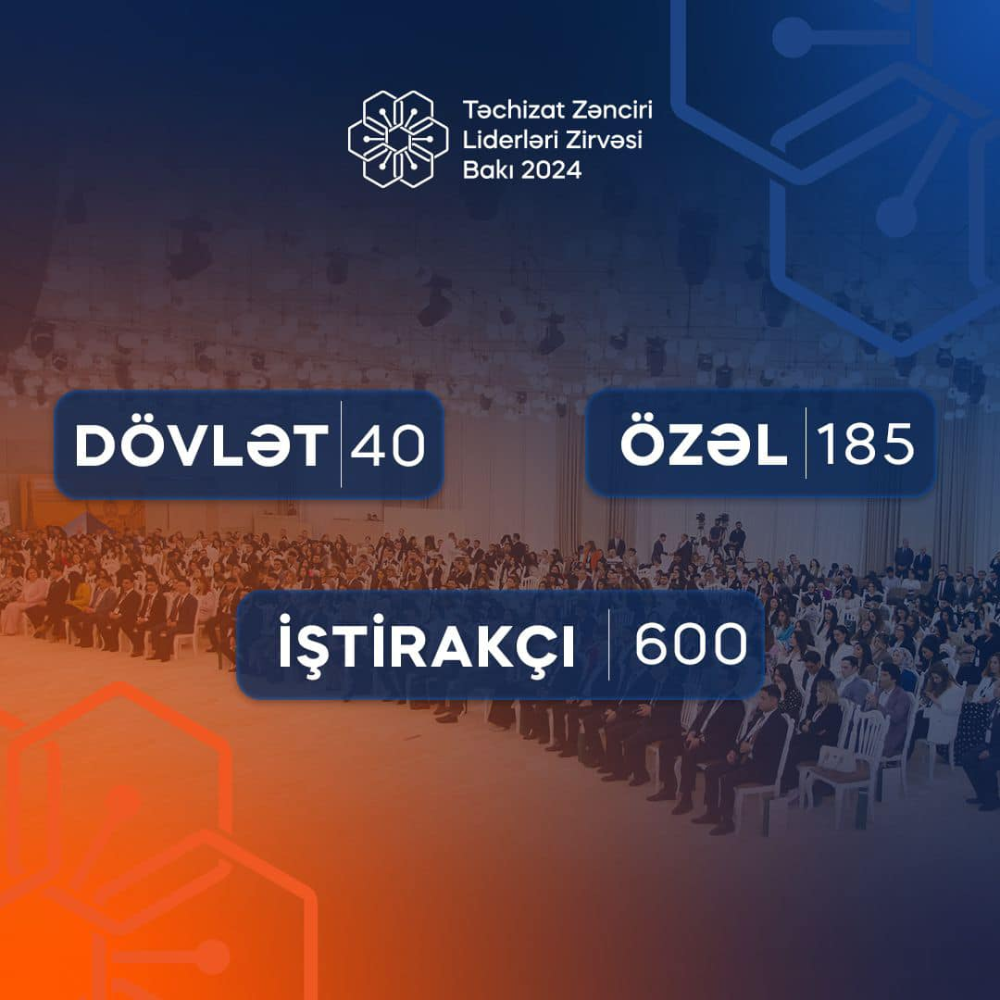 Təchizat Zənciri
Liderləri Zirvəsi
Bakı 2024
DÖVLƏT 40
ÖZƏL 185
İŞTİRAKÇI 600